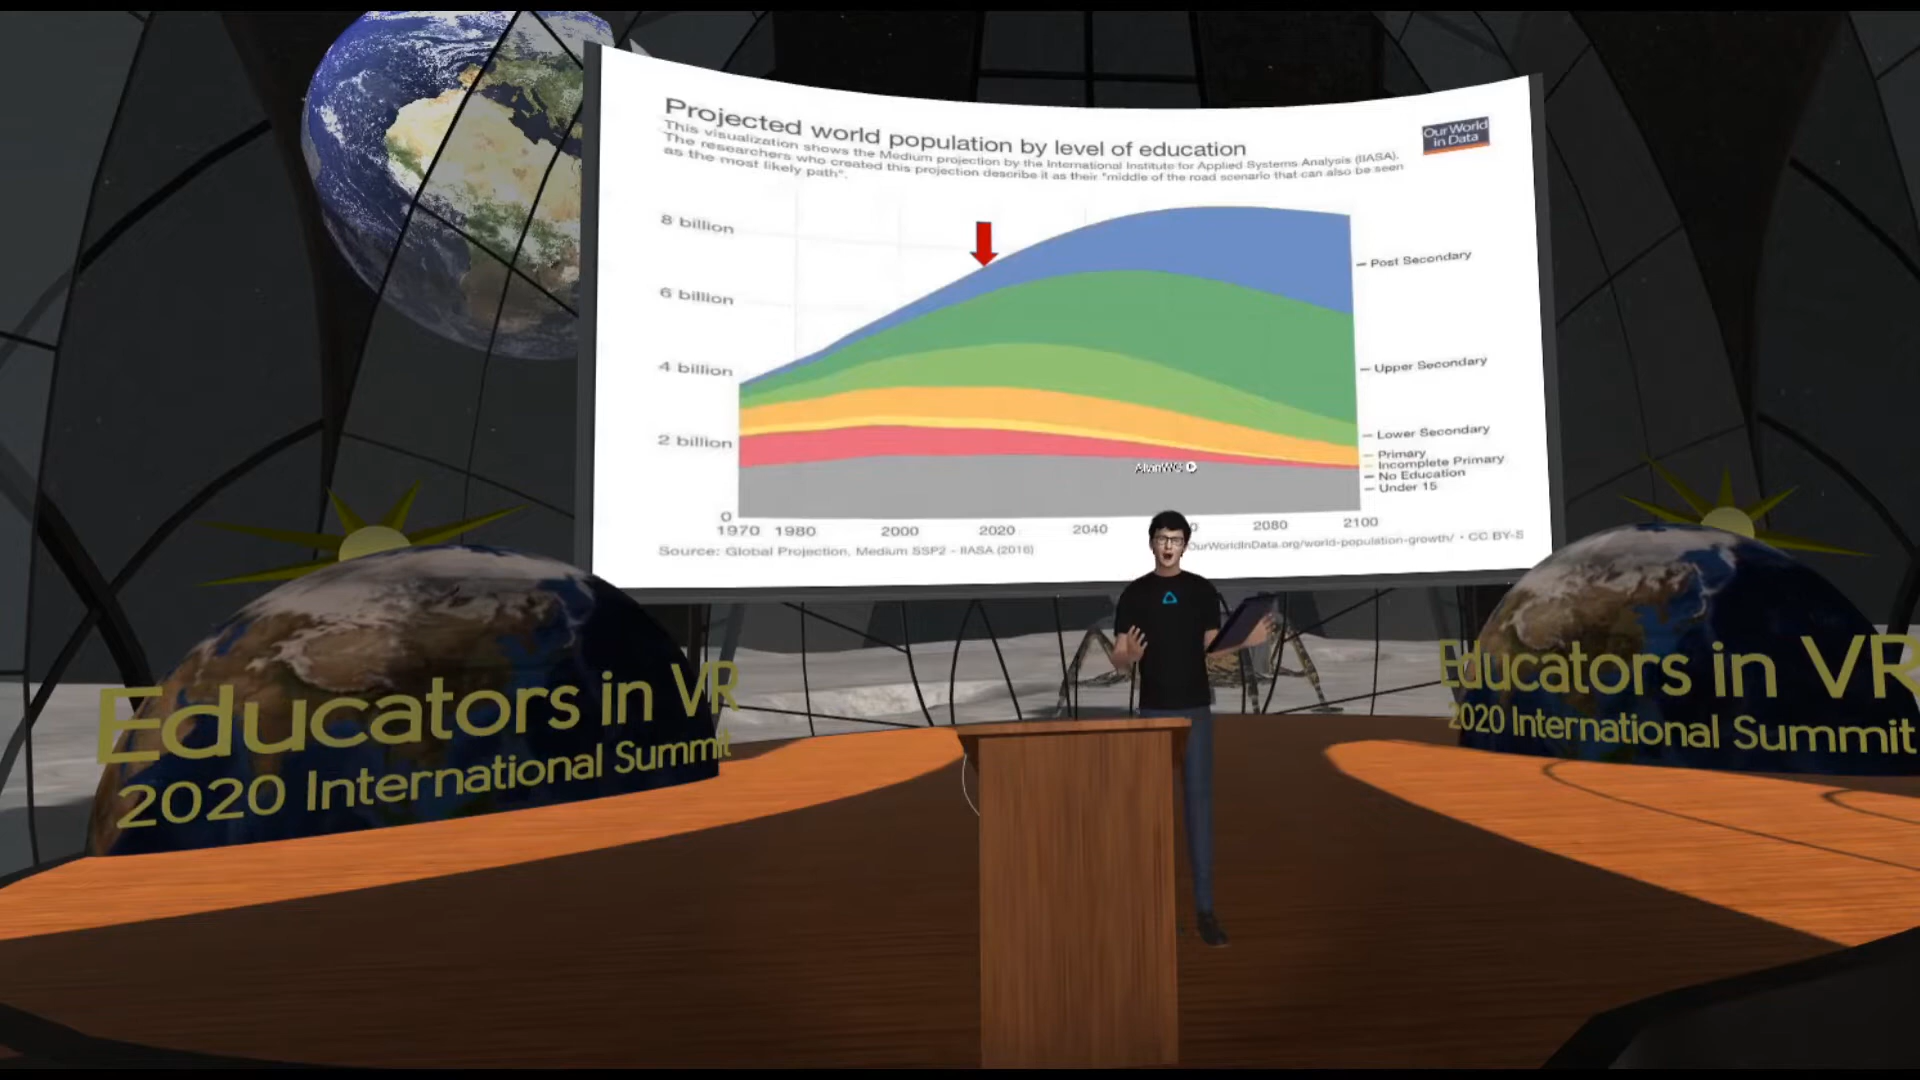 Projected world population by level of education
This visualization shows the Medium projection by the International Institute for Applied Systems Analysis (IIASA).
The researchers who created this projection describe it as their "middle of the road scenario that can also be seen
as the most likely path".
Our World
in Data
8 billion
6 billion
4 billion
2 billion
0
1970 1980 2000 2020 2040 2080 2100
Post Secondary
Upper Secondary
Lower Secondary
Primary
Incomplete Primary
No Education
Under 15
Source: Global Projection, Medium SSP2 - IIASA (2016)
OurWorldInData.org/world-population-growth/ • CC BY-S
Educators in VR
2020 International Summit
Educators in VR
2020 International Summit